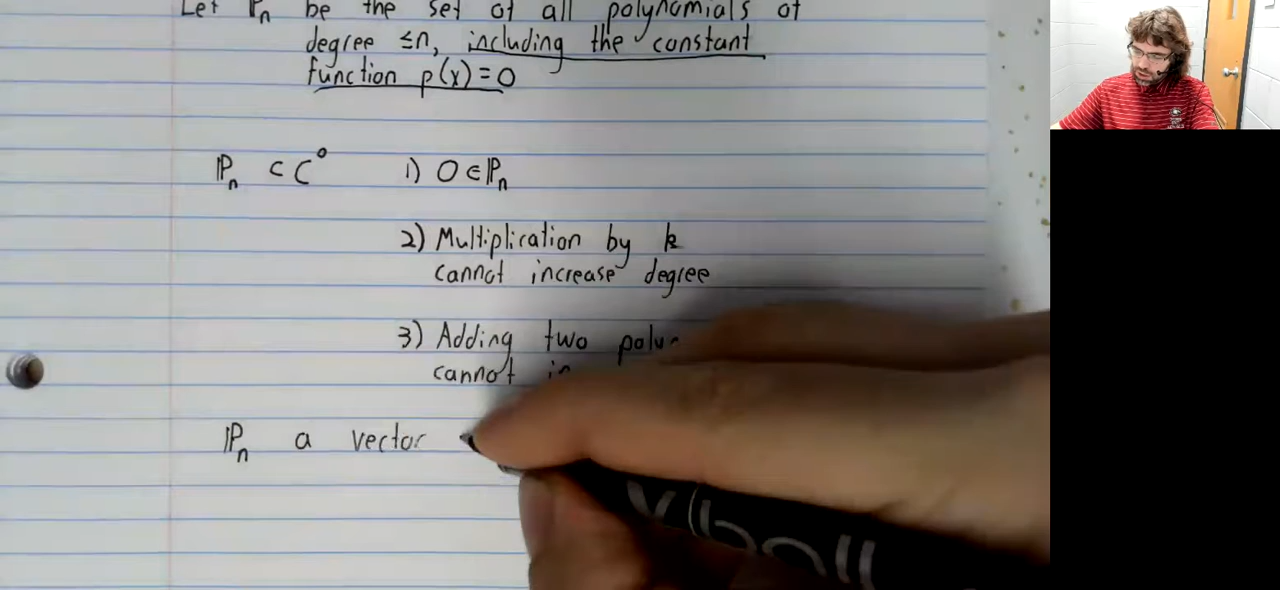 Let ℙn be the set of all polynomials of
degree ≤n, including the constant
function p(x)=0
ℙn ⊂ C⁰ 1) 0∈ℙn
2) Multiplication by k
cannot increase degree
3) Adding two
cannot
ℙn a vector